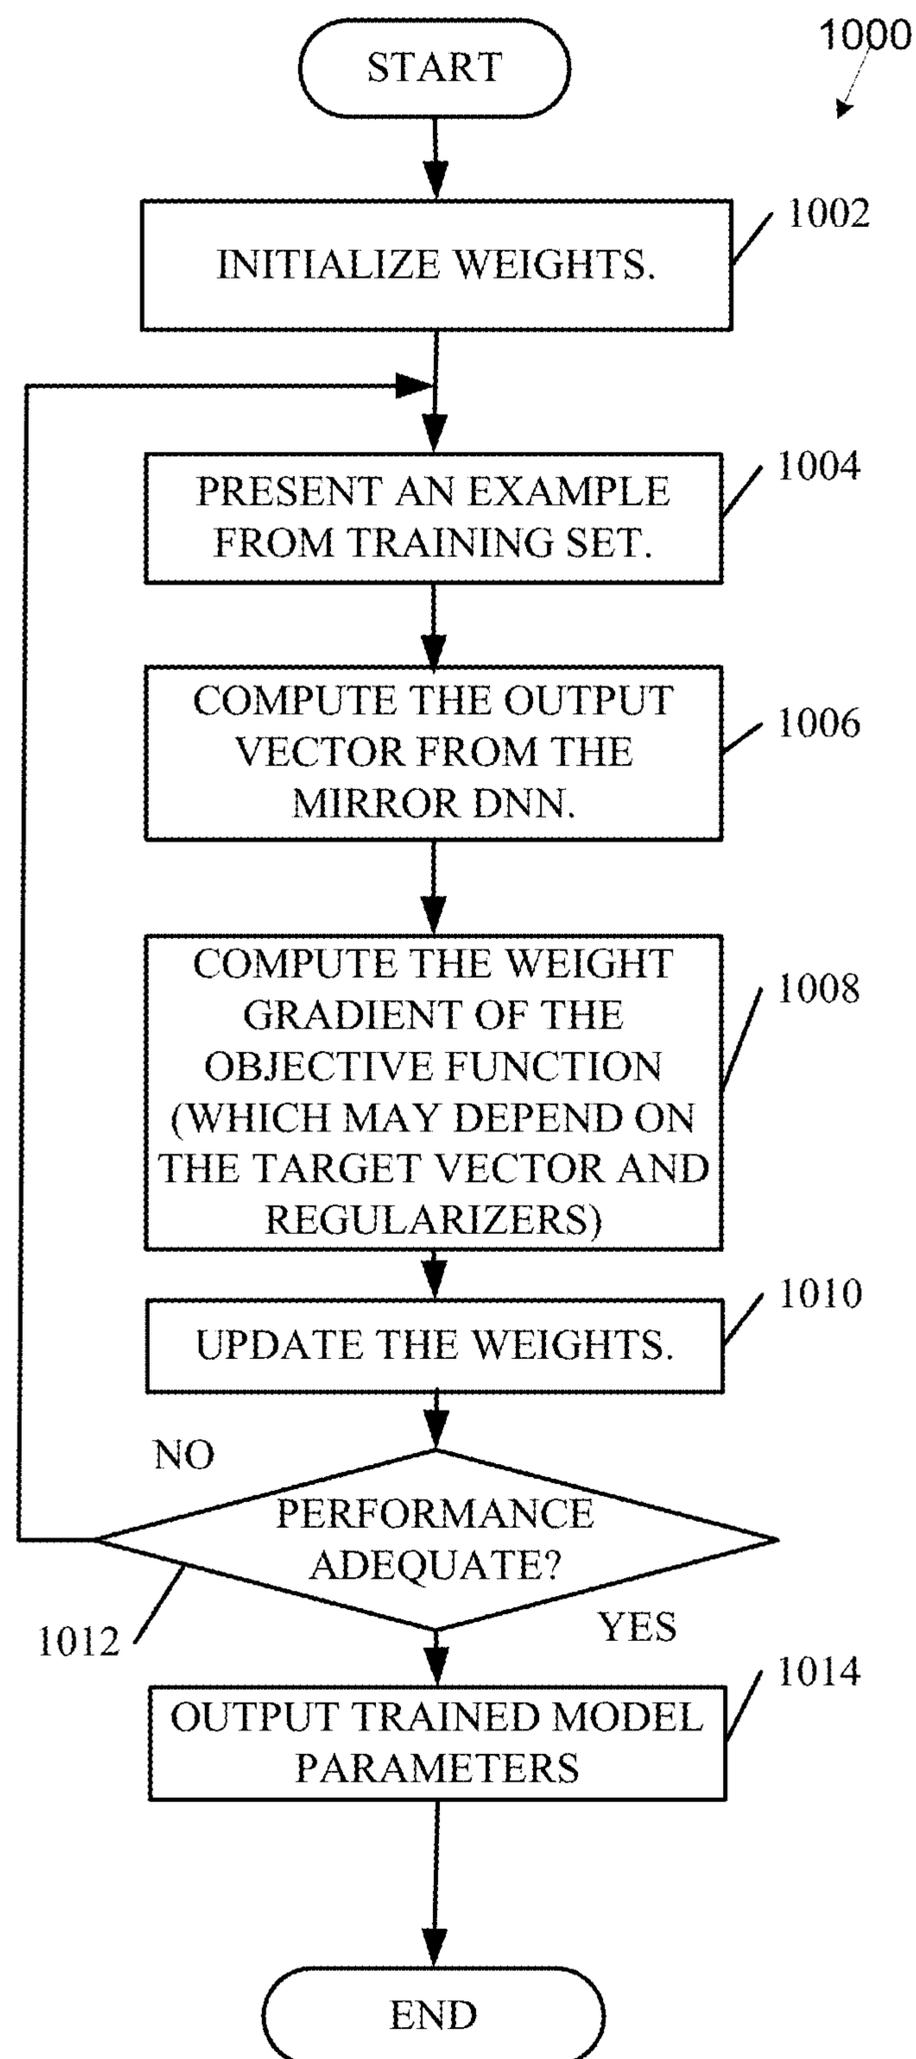 1000
START
1002
INITIALIZE WEIGHTS.
1004
PRESENT AN EXAMPLE
FROM TRAINING SET.
1006
COMPUTE THE OUTPUT
VECTOR FROM THE
MIRROR DNN.
1008
COMPUTE THE WEIGHT
GRADIENT OF THE
OBJECTIVE FUNCTION
(WHICH MAY DEPEND ON
THE TARGET VECTOR AND
REGULARIZERS)
1010
UPDATE THE WEIGHTS.
NO
PERFORMANCE
ADEQUATE?
1012
YES
1014
OUTPUT TRAINED MODEL
PARAMETERS
END